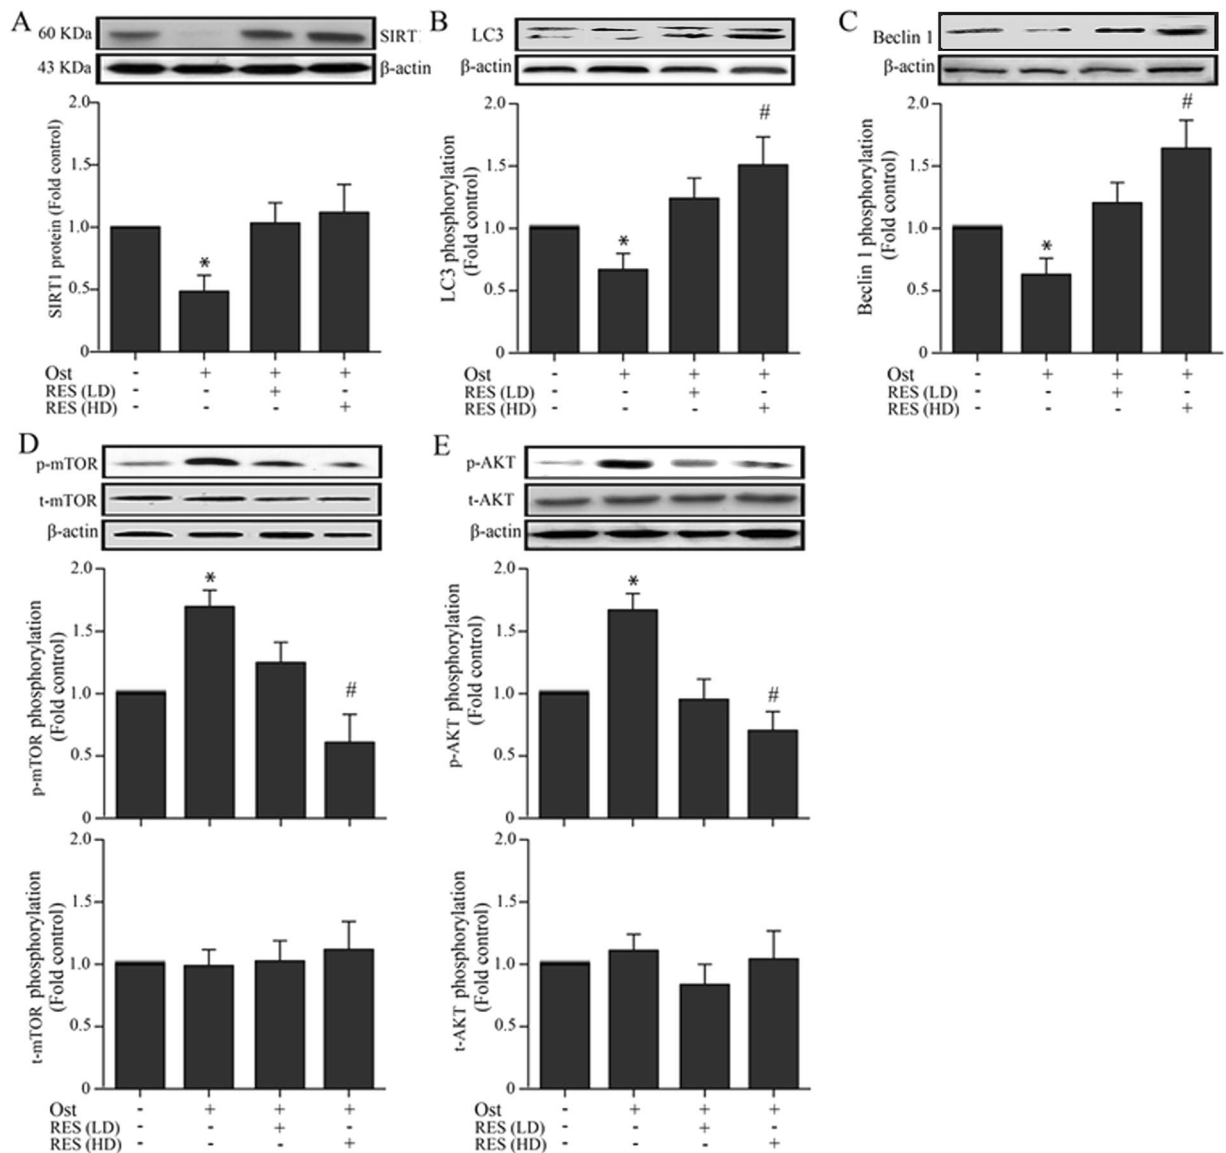 A
60 KDa
SIRT
43 KDa
β-actin
2.0
1.5
1.0
0.5
0
SIRT1 protein (Fold control)
*
Ost - + + +
RES (LD) - - + -
RES (HD) - - - +
B
LC3
β-actin
2.0
1.5
1.0
0.5
0
LC3 phosphorylation
(Fold control)
*
#
Ost - + + +
RES (LD) - - + -
RES (HD) - - - +
C
Beclin 1
β-actin
2.0
1.5
1.0
0.5
0
Beclin 1 phosphorylation
(Fold control)
*
#
Ost - + + +
RES (LD) - - + -
RES (HD) - - - +
D
p-mTOR
t-mTOR
β-actin
2.0
1.5
1.0
0.5
0
p-mTOR phosphorylation
(Fold control)
*
#
2.0
1.5
1.0
0.5
0
t-mTOR phosphorylation
(Fold control)
Ost - + + +
RES (LD) - - + -
RES (HD) - - - +
E
p-AKT
t-AKT
β-actin
2.0
1.5
1.0
0.5
0
p-AKT phosphorylation
(Fold control)
*
#
2.0
1.5
1.0
0.5
0
t-AKT phosphorylation
(Fold control)
Ost - + + +
RES (LD) - - + -
RES (HD) - - - +